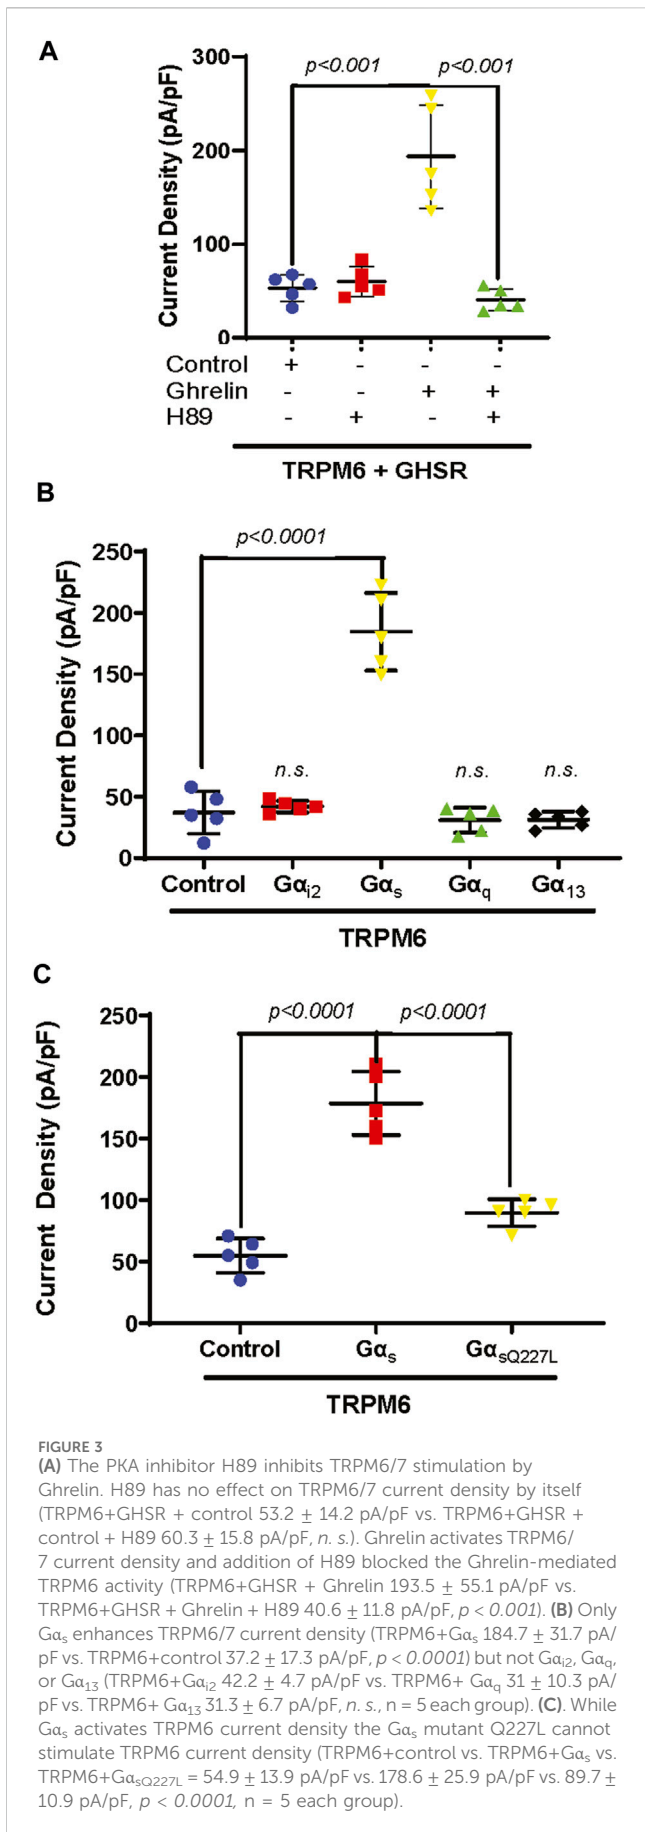 A
300
200
100
0
Current Density (pA/pF)
p<0.001 p<0.001
Control + - - -
Ghrelin - - + +
H89 - + - +
TRPM6 + GHSR
B
250
200
150
100
50
0
Current Density (pA/pF)
p<0.0001
n.s. n.s. n.s.
Control Gαi2 Gαs Gαq Gα13
TRPM6
C
250
200
150
100
50
0
Current Density (pA/pF)
p<0.0001 p<0.0001
Control Gαs GαsQ227L
TRPM6
FIGURE 3
(A) The PKA inhibitor H89 inhibits TRPM6/7 stimulation by
Ghrelin. H89 has no effect on TRPM6/7 current density by itself
(TRPM6+GHSR + control 53.2 ± 14.2 pA/pF vs. TRPM6+GHSR +
control + H89 60.3 ± 15.8 pA/pF, n. s.). Ghrelin activates TRPM6/
7 current density and addition of H89 blocked the Ghrelin-mediated
TRPM6 activity (TRPM6+GHSR + Ghrelin 193.5 ± 55.1 pA/pF vs.
TRPM6+GHSR + Ghrelin + H89 40.6 ± 11.8 pA/pF, p < 0.001). (B) Only
Gαs enhances TRPM6/7 current density (TRPM6+Gαs 184.7 ± 31.7 pA/
pF vs. TRPM6+control 37.2 ± 17.3 pA/pF, p < 0.0001) but not Gαi2, Gαq,
or Gα13 (TRPM6+Gαi2 42.2 ± 4.7 pA/pF vs. TRPM6+ Gαq 31 ± 10.3 pA/
pF vs. TRPM6+ Gα13 31.3 ± 6.7 pA/pF, n. s., n = 5 each group). (C). While
Gαs activates TRPM6 current density the Gαs mutant Q227L cannot
stimulate TRPM6 current density (TRPM6+control vs. TRPM6+Gαs vs.
TRPM6+GαsQ227L = 54.9 ± 13.9 pA/pF vs. 178.6 ± 25.9 pA/pF vs. 89.7 ±
10.9 pA/pF, p < 0.0001, n = 5 each group).